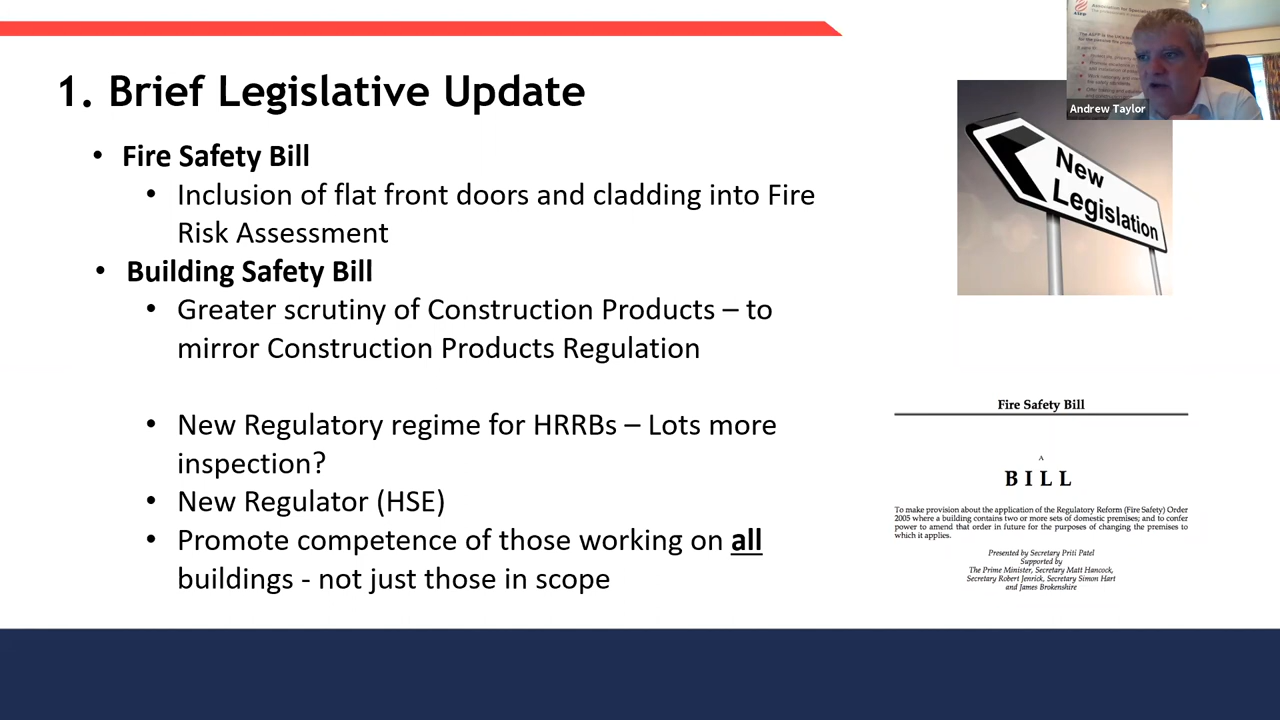 1. Brief Legislative Update
• Fire Safety Bill
• Inclusion of flat front doors and cladding into Fire
Risk Assessment
• Building Safety Bill
• Greater scrutiny of Construction Products – to
mirror Construction Products Regulation
• New Regulatory regime for HRRBs – Lots more
inspection?
• New Regulator (HSE)
• Promote competence of those working on all
buildings - not just those in scope
Andrew Taylor
New
Legislation
Fire Safety Bill
A
BILL
To make provision about the application of the Regulatory Reform (Fire Safety) Order
2005 where a building contains two or more sets of domestic premises; and to confer
power to amend that order in future for the purposes of changing the premises to
which it applies.
Presented by Secretary Priti Patel
Supported by
The Prime Minister, Secretary Matt Hancock,
Secretary Robert Jenrick, Secretary Simon Hart
and James Brokenshire